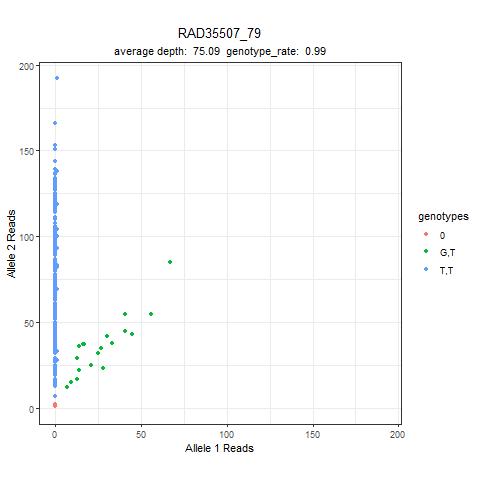 RAD35507_79
average depth: 75.09 genotype_rate: 0.99
200
150
100
50
0
Allele 2 Reads
0 50 100 150 200
Allele 1 Reads
genotypes
0
G,T
T,T